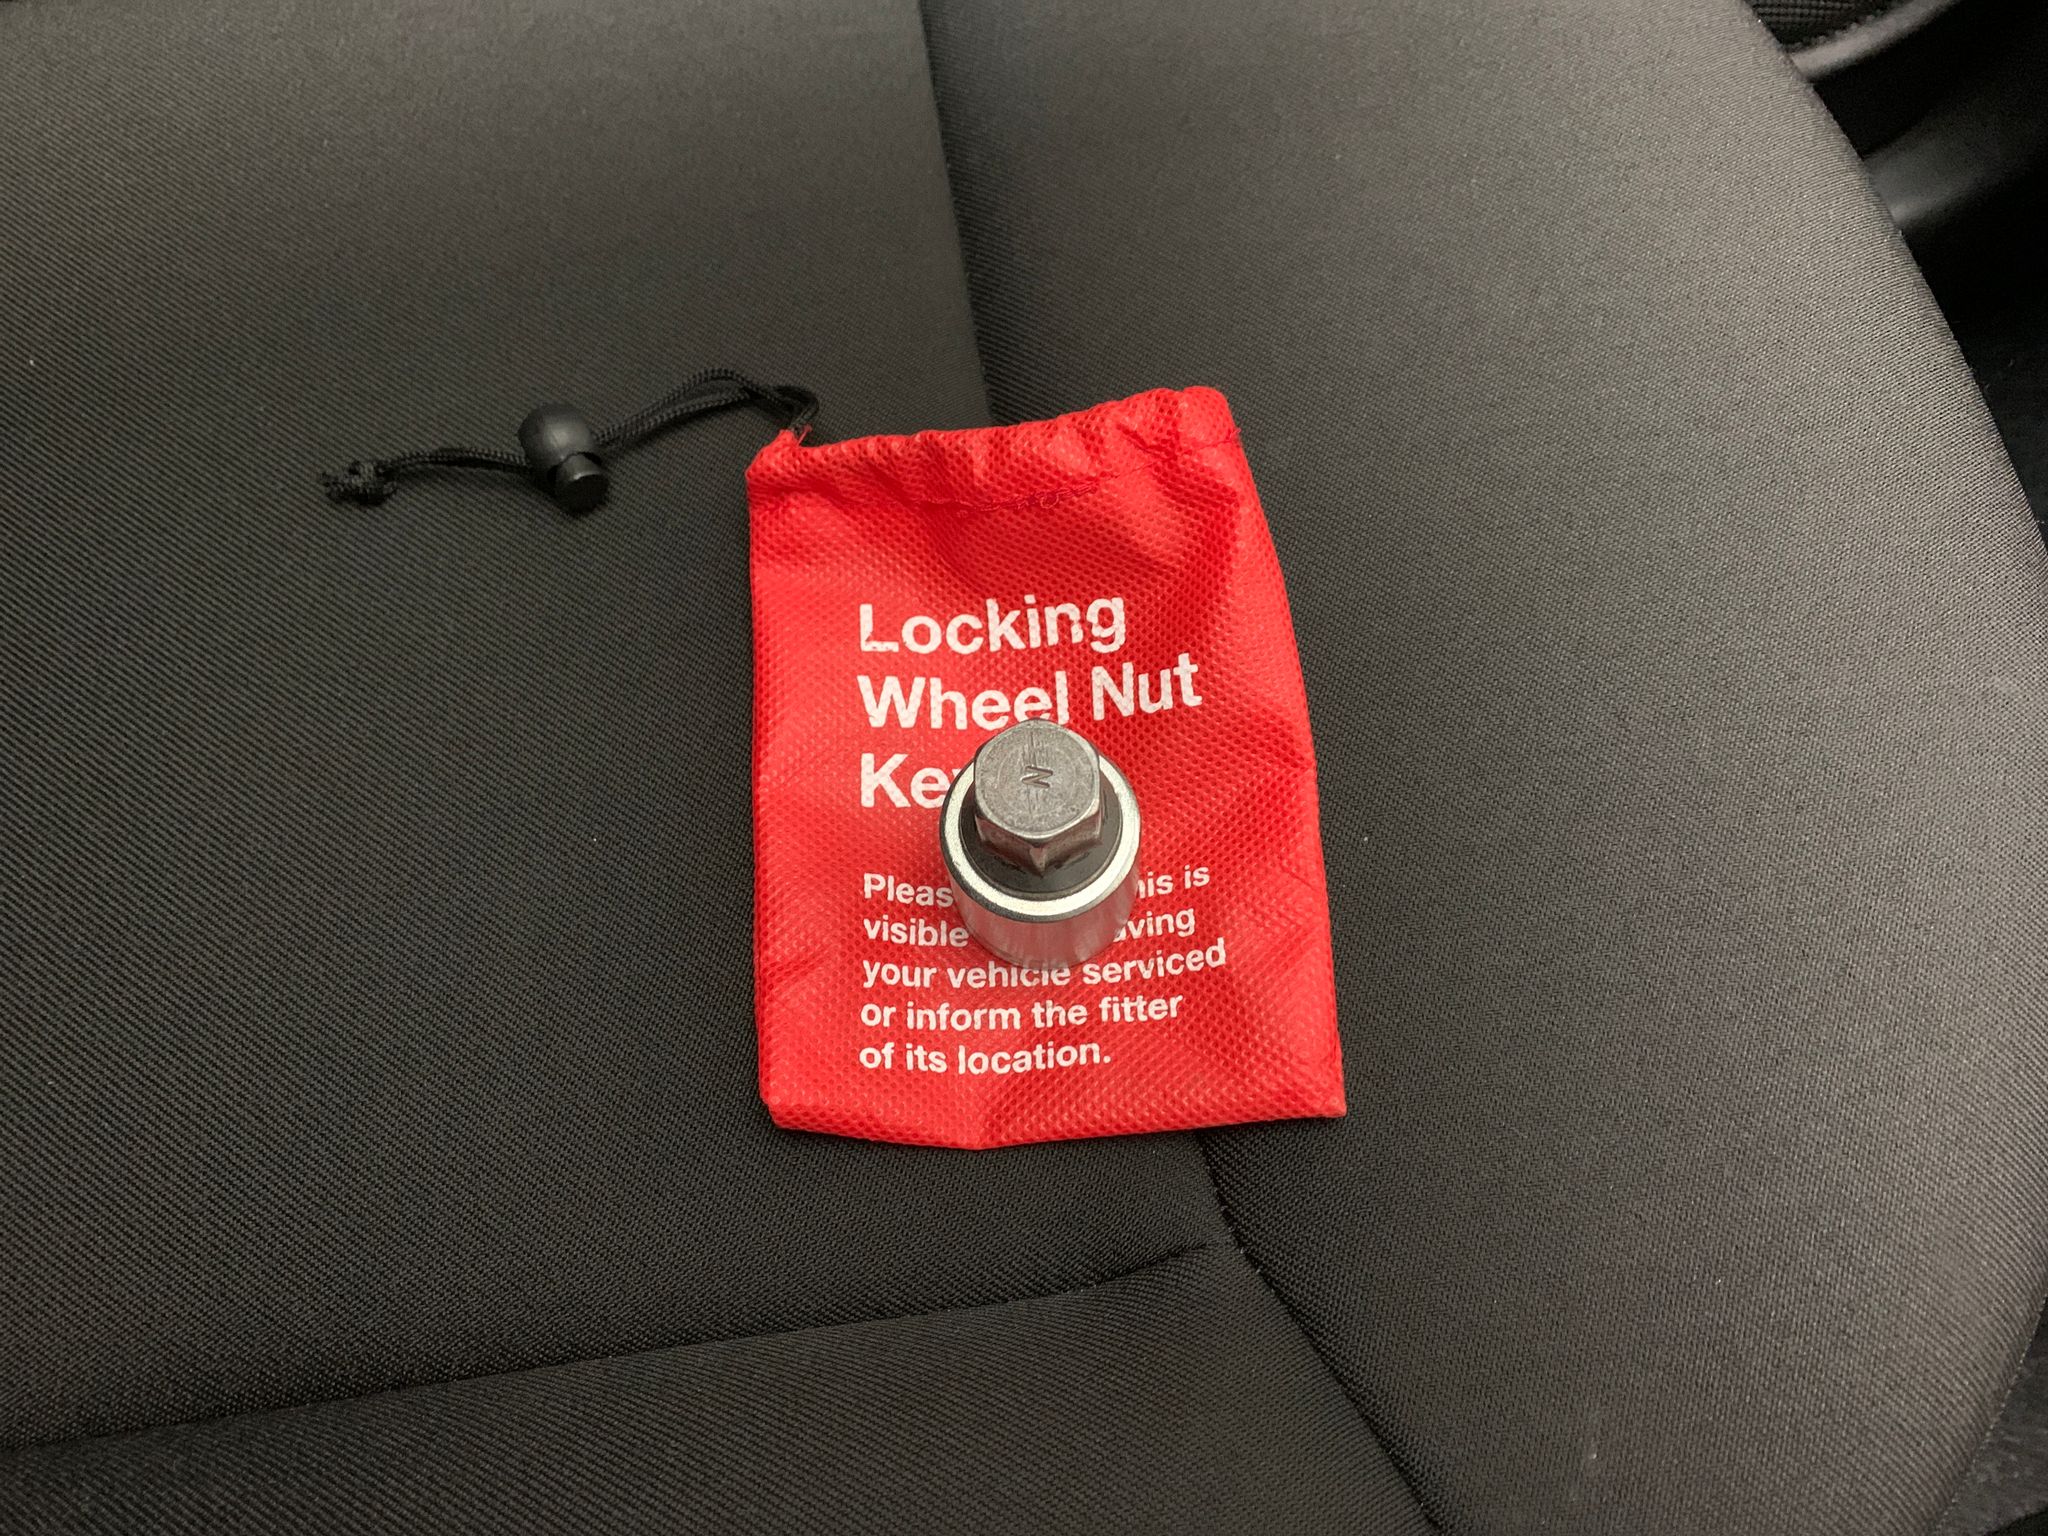 Locking
Wheel Nut
Ke
N
Pleas his is
visible aving
your vehicle serviced
or inform the fitter
of its location.